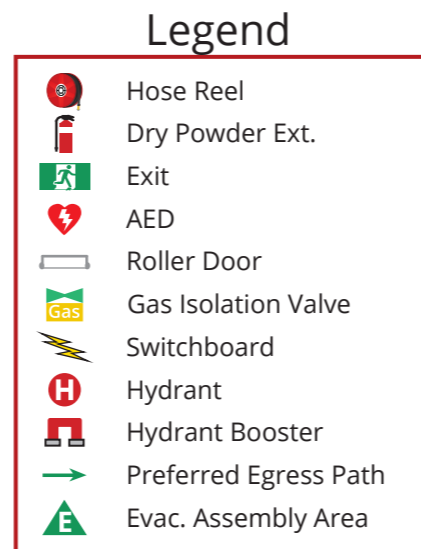 Legend
Hose Reel
Dry Powder Ext.
Exit
AED
Roller Door
Gas Gas Isolation Valve
Switchboard
H Hydrant
Hydrant Booster
Preferred Egress Path
E Evac. Assembly Area